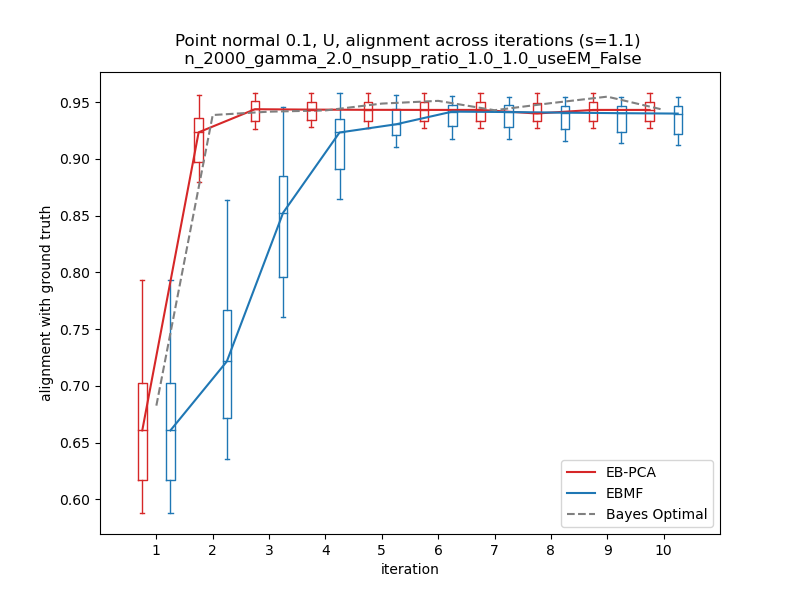 Point normal 0.1, U, alignment across iterations (s=1.1)
n_2000_gamma_2.0_nsupp_ratio_1.0_1.0_useEM_False
alignment with ground truth
0.95
0.90
0.85
0.80
0.75
0.70
0.65
0.60
EB-PCA
EBMF
Bayes Optimal
1 2 3 4 5 6 7 8 9 10
iteration